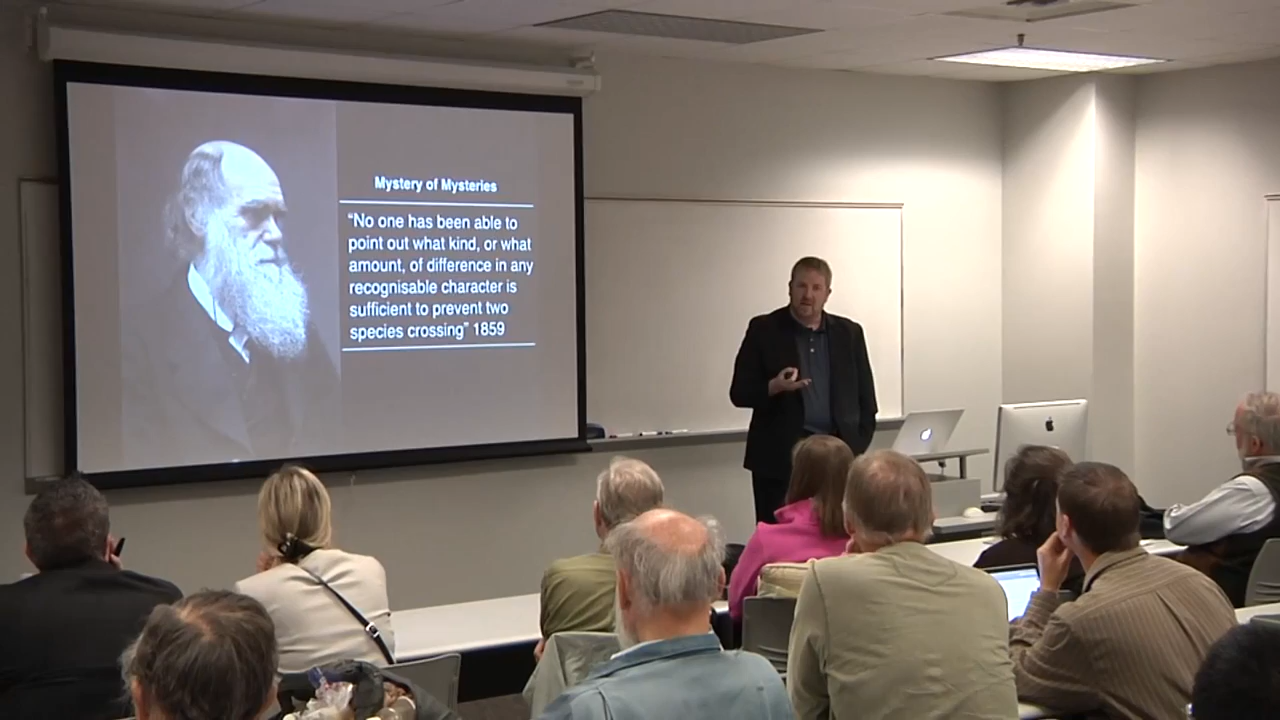 Mystery of Mysteries
“No one has been able to
point out what kind, or what
amount, of difference in any
recognisable character is
sufficient to prevent two
species crossing” 1859